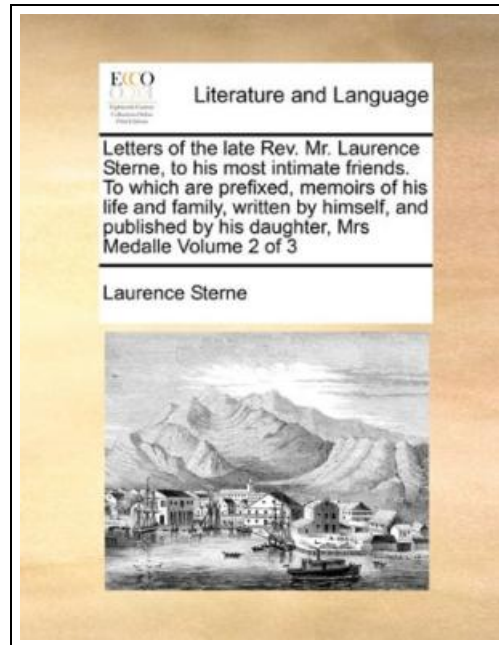 ECCO
Literature and Language
Letters of the late Rev. Mr. Laurence
Sterne, to his most intimate friends.
To which are prefixed, memoirs of his
life and family, written by himself, and
published by his daughter, Mrs
Medalle Volume 2 of 3
Laurence Sterne